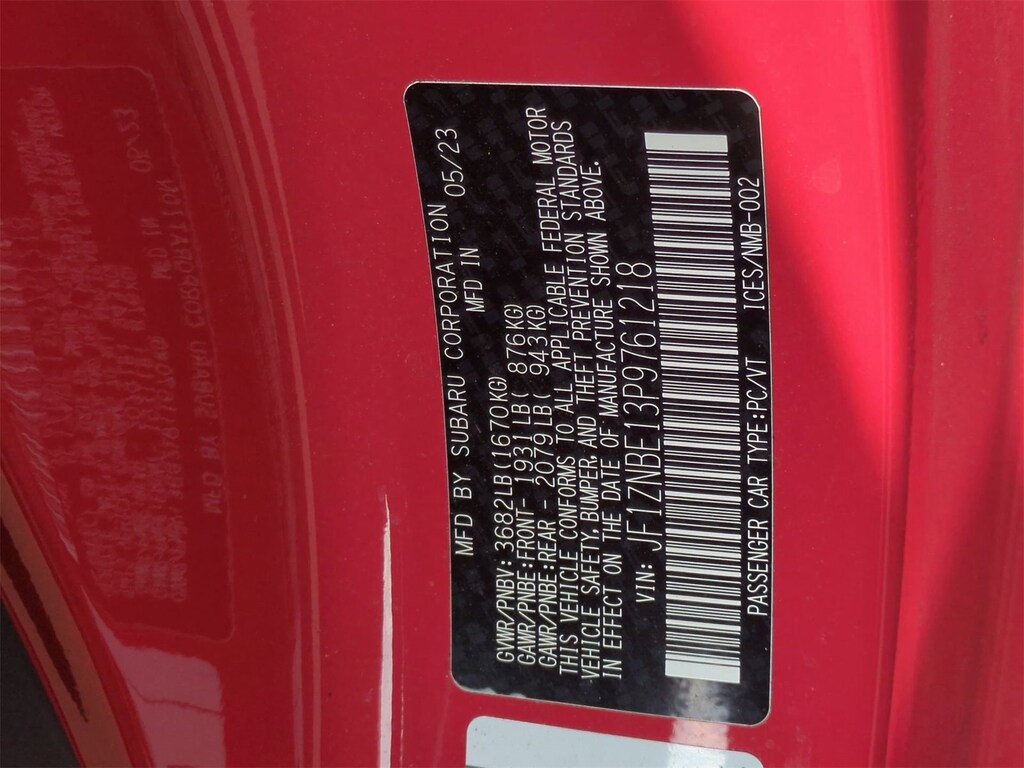 MFD BY SUBARU CORPORATION 05/23
MFD IN
GVWR/PNBV: 3682LB(1670KG)
GAWR/PNBE:FRONT- 1931LB( 876KG)
GAWR/PNBE:REAR - 2079LB( 943KG)
THIS VEHICLE CONFORMS TO ALL APPLICABLE FEDERAL MOTOR
VEHICLE SAFETY, BUMPER, AND THEFT PREVENTION STANDARDS
IN EFFECT ON THE DATE OF MANUFACTURE SHOWN ABOVE.
VIN: JF1ZNBE13P9761218
PASSENGER CAR TYPE:PC/VT ICES/NMB-002